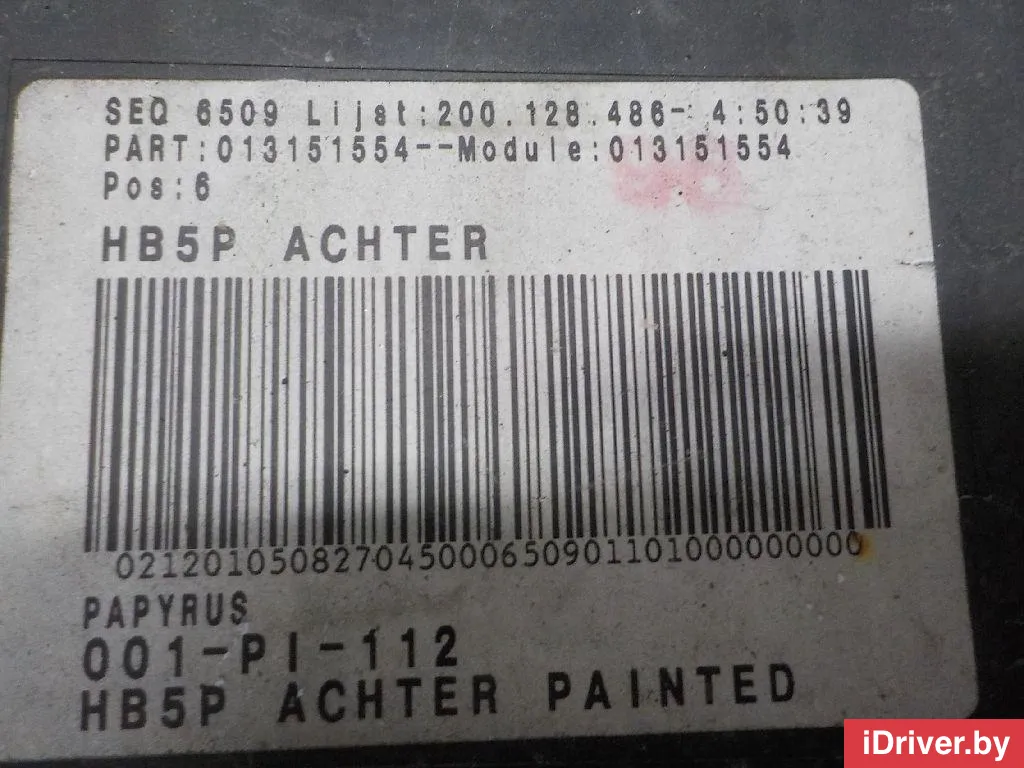 SEQ 6509 Lijst:200.128.486- 4:50:39
PART:013151554--Module:013151554
Pos:6
HB5P ACHTER
02120105082704500065090110100000000
PAPYRUS
001-PI-112
HB5P ACHTER PAINTED
iDriver.by